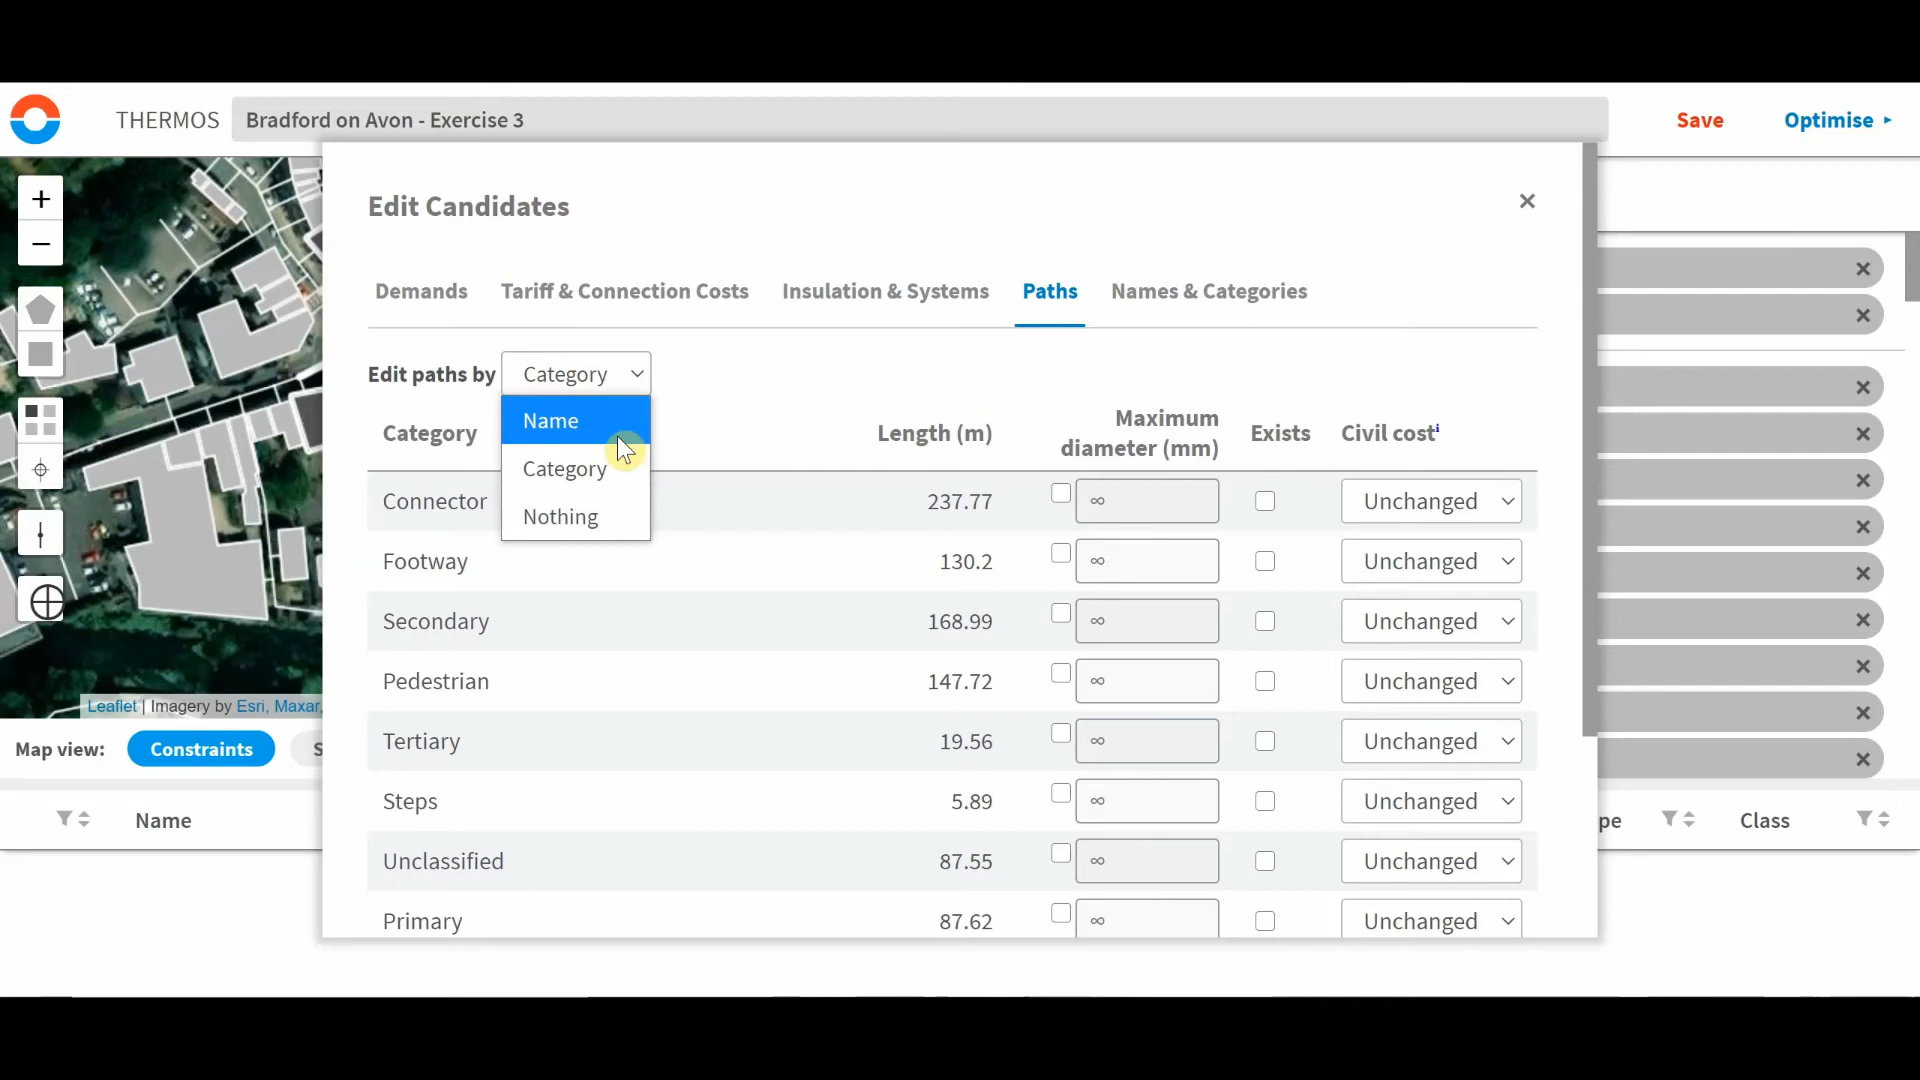 THERMOS
Bradford on Avon - Exercise 3
Save
Optimise
Edit Candidates
Demands
Tariff & Connection Costs
Insulation & Systems
Paths
Names & Categories
Edit paths by
Category
Name
Category
Nothing
Category
Length (m)
Maximum
diameter (mm)
Exists
Civil costⁱ
Connector 237.77 ∞ Unchanged
Footway 130.2 ∞ Unchanged
Secondary 168.99 ∞ Unchanged
Pedestrian 147.72 ∞ Unchanged
Tertiary 19.56 ∞ Unchanged
Steps 5.89 ∞ Unchanged
Unclassified 87.55 ∞ Unchanged
Primary 87.62 ∞ Unchanged
Leaflet | Imagery by Esri, Maxar,
Map view:
Constraints
S
Name
pe
Class